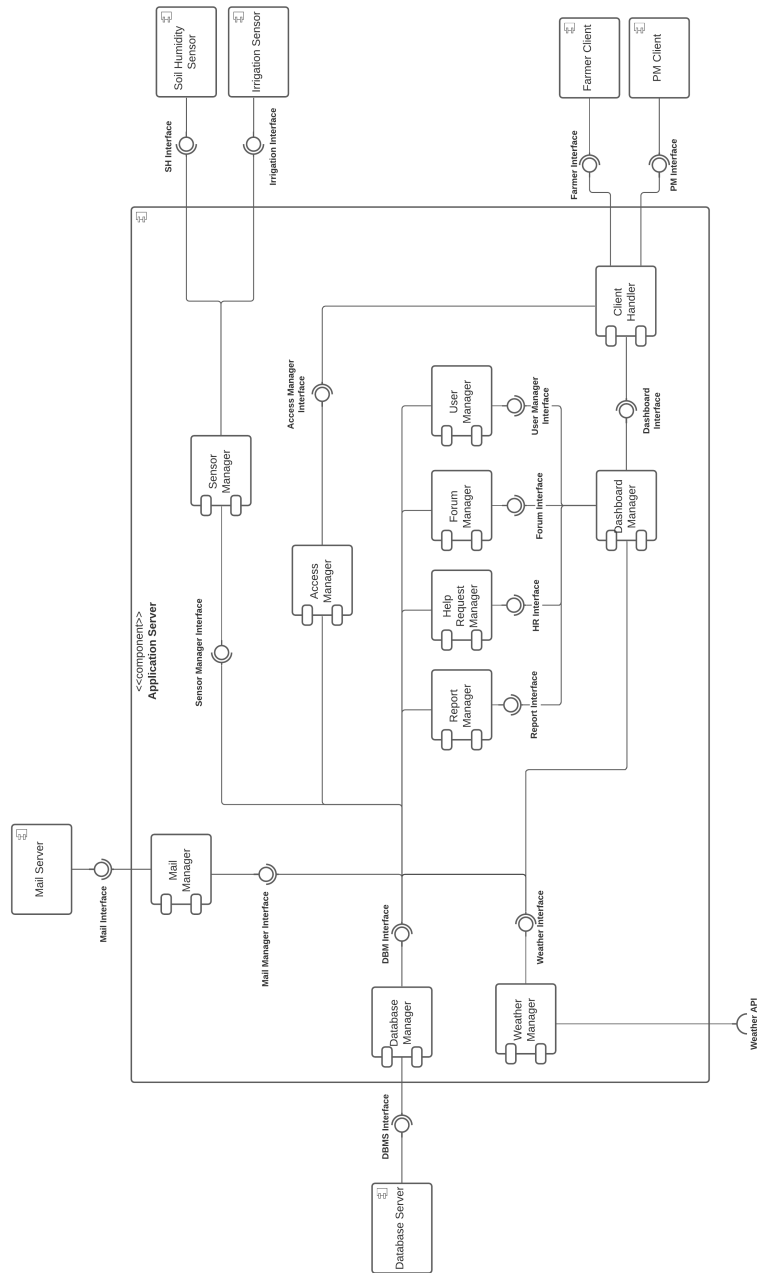 Soil Humidity
Sensor
Irrigation Sensor
Farmer Client
PM Client
SH Interface
Irrigation Interface
Farmer Interface
PM Interface
<<component>>
Application Server
Client
Handler
Access Manager
Interface
User
Manager
User Manager
Interface
Dashboard
Interface
Sensor
Manager
Forum
Manager
Forum Interface
Dashboard
Manager
Access
Manager
Sensor Manager Interface
Help
Request
Manager
HR Interface
Report
Manager
Report Interface
Mail Server
Mail Interface
Mail
Manager
Mail Manager Interface
DBM Interface
Weather Interface
Database
Manager
Weather
Manager
Weather API
DBMS Interface
Database Server